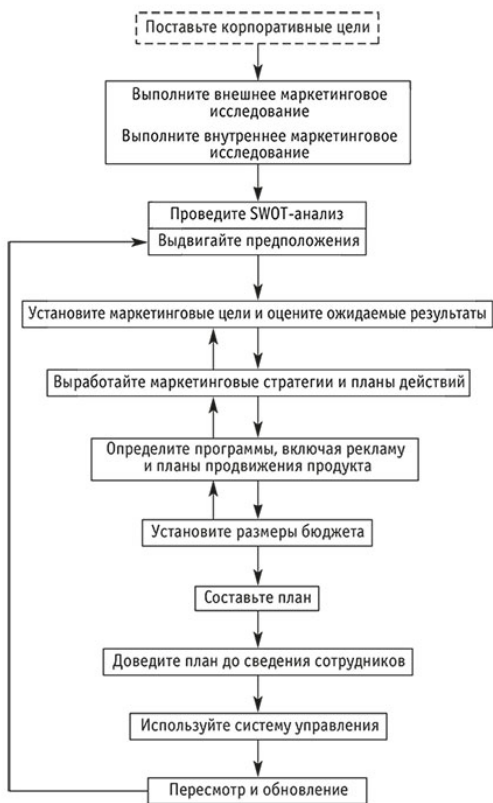 Поставьте корпоративные цели
Выполните внешнее маркетинговое
исследование
Выполните внутреннее маркетинговое
исследование
Проведите SWOT-анализ
Выдвигайте предположения
Установите маркетинговые цели и оцените ожидаемые результаты
Выработайте маркетинговые стратегии и планы действий
Определите программы, включая рекламу
и планы продвижения продукта
Установите размеры бюджета
Составьте план
Доведите план до сведения сотрудников
Используйте систему управления
Пересмотр и обновление